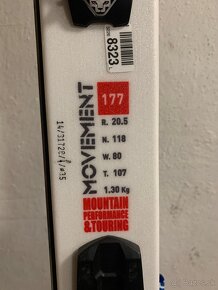 8323
177
R. 20.5
N. 118
W. 80
T. 107
1.30 Kg
MOVEMENT
MOUNTAIN
PERFORMANCE
& TOURING